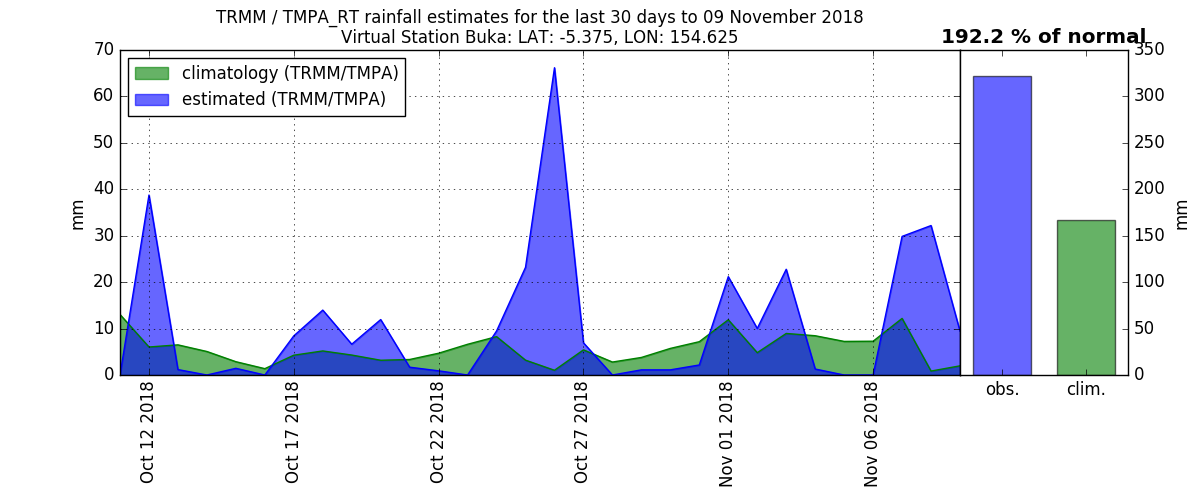 TRMM / TMPA_RT rainfall estimates for the last 30 days to 09 November 2018
Virtual Station Buka: LAT: -5.375, LON: 154.625
192.2 % of normal
climatology (TRMM/TMPA)
estimated (TRMM/TMPA)
70
60
50
40
30
20
10
0
mm
350
300
250
200
150
100
50
0
mm
Oct 12 2018
Oct 17 2018
Oct 22 2018
Oct 27 2018
Nov 01 2018
Nov 06 2018
obs.
clim.